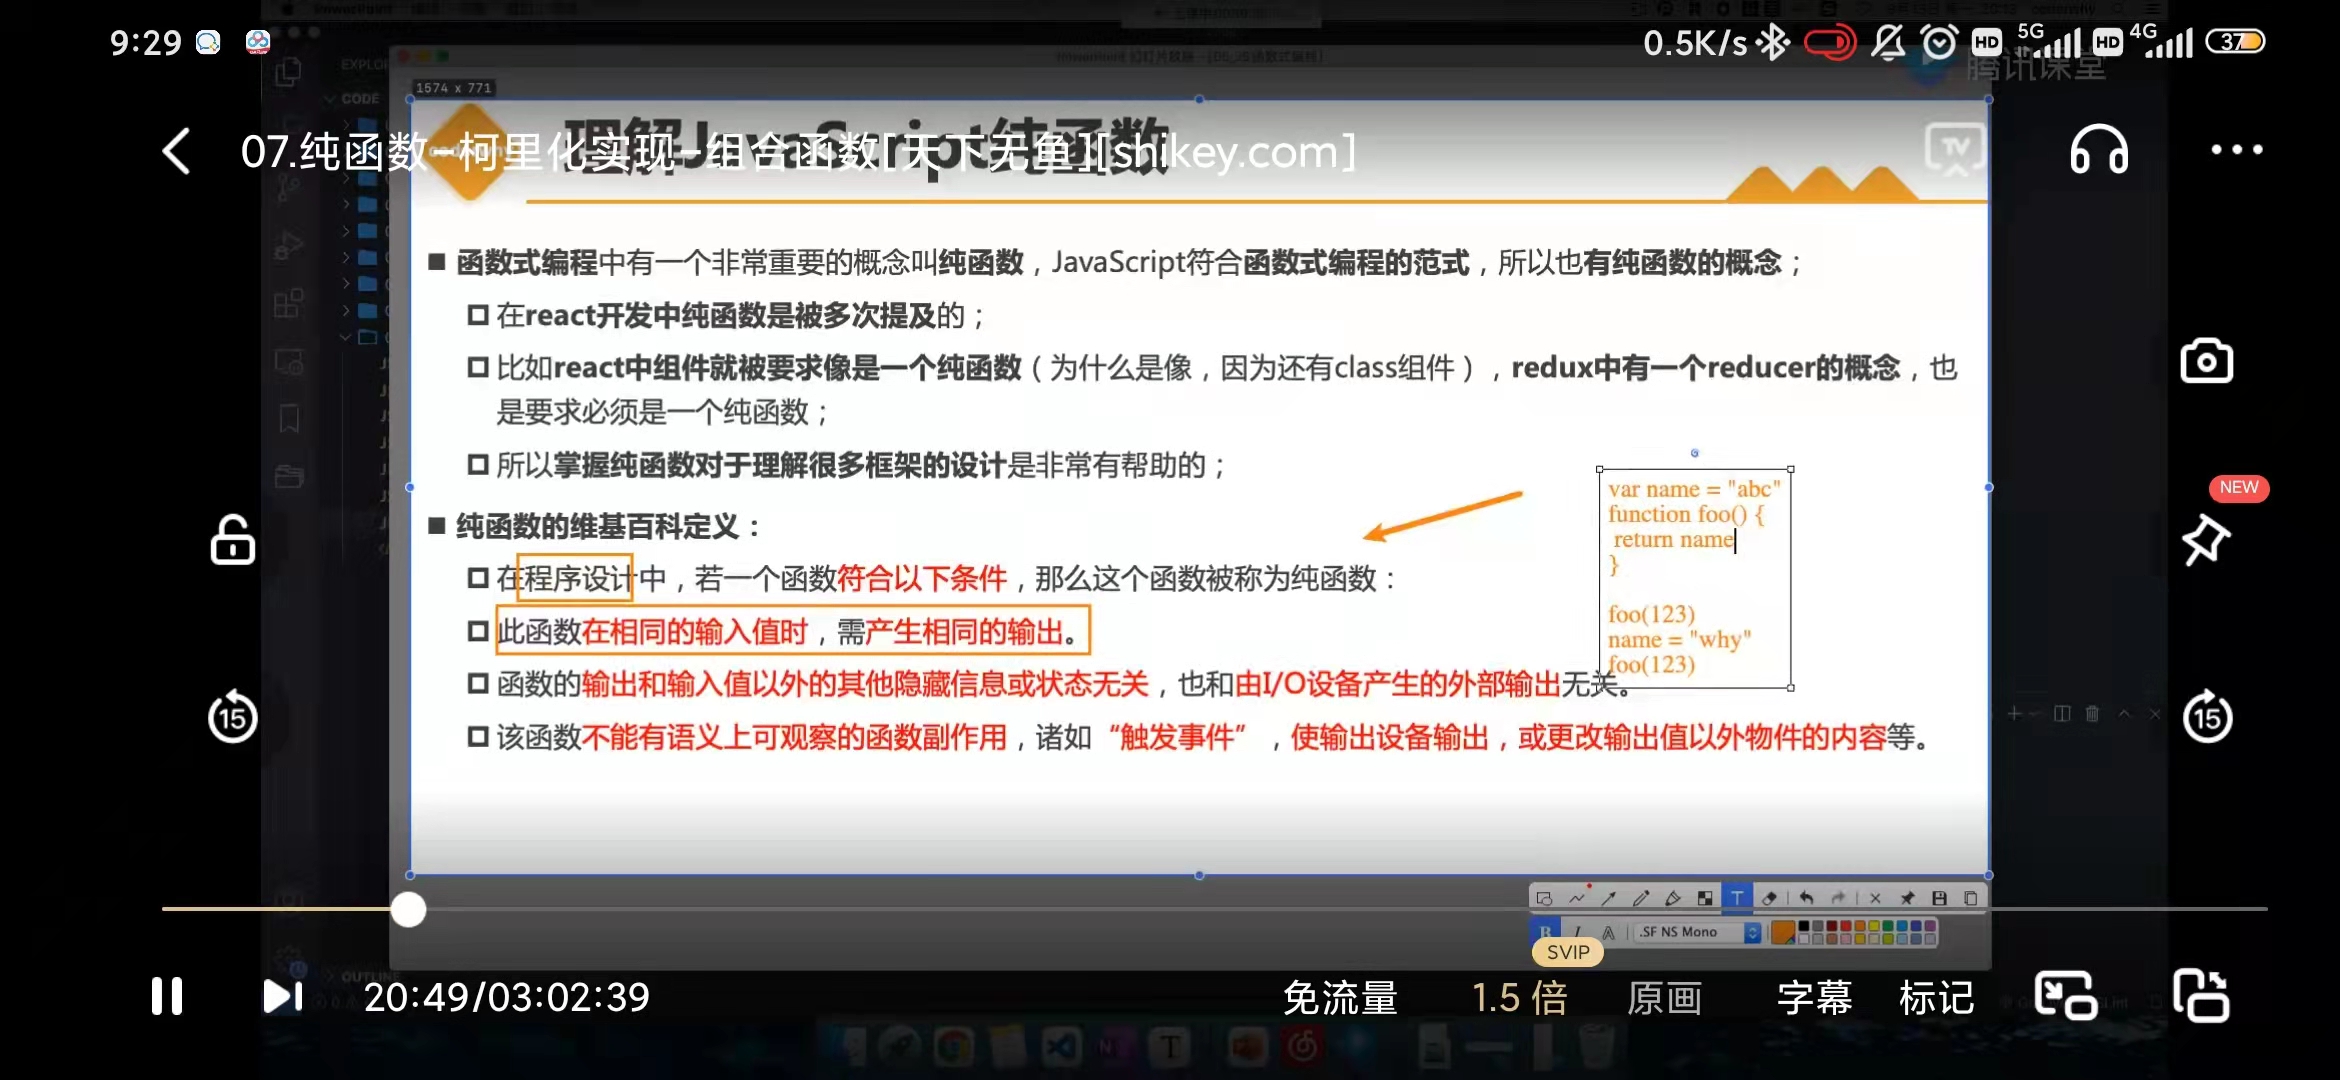 9:29
0.5K/s
HD
5G
HD
4G
37
腾讯课堂
EXPLOR
CODE
1574 x 771
理解JavaScript纯函数
07.纯函数-柯里化实现-组合函数[天下无鱼][shikey.com]
TV
函数式编程中有一个非常重要的概念叫纯函数，JavaScript符合函数式编程的范式，所以也有纯函数的概念；
在react开发中纯函数是被多次提及的；
比如react中组件就被要求像是一个纯函数（为什么是像，因为还有class组件），redux中有一个reducer的概念，也
是要求必须是一个纯函数；
所以掌握纯函数对于理解很多框架的设计是非常有帮助的；
纯函数的维基百科定义：
在程序设计中，若一个函数符合以下条件，那么这个函数被称为纯函数：
此函数在相同的输入值时，需产生相同的输出。
函数的输出和输入值以外的其他隐藏信息或状态无关，也和由I/O设备产生的外部输出无关。
该函数不能有语义上可观察的函数副作用，诸如“触发事件”，使输出设备输出，或更改输出值以外物件的内容等。
var name = "abc"
function foo() {
return name
}
foo(123)
name = "why"
foo(123)
NEW
15
15
T
B I A .SF NS Mono
SVIP
OUTLINE
20:49/03:02:39
免流量
1.5 倍
原画
字幕
标记